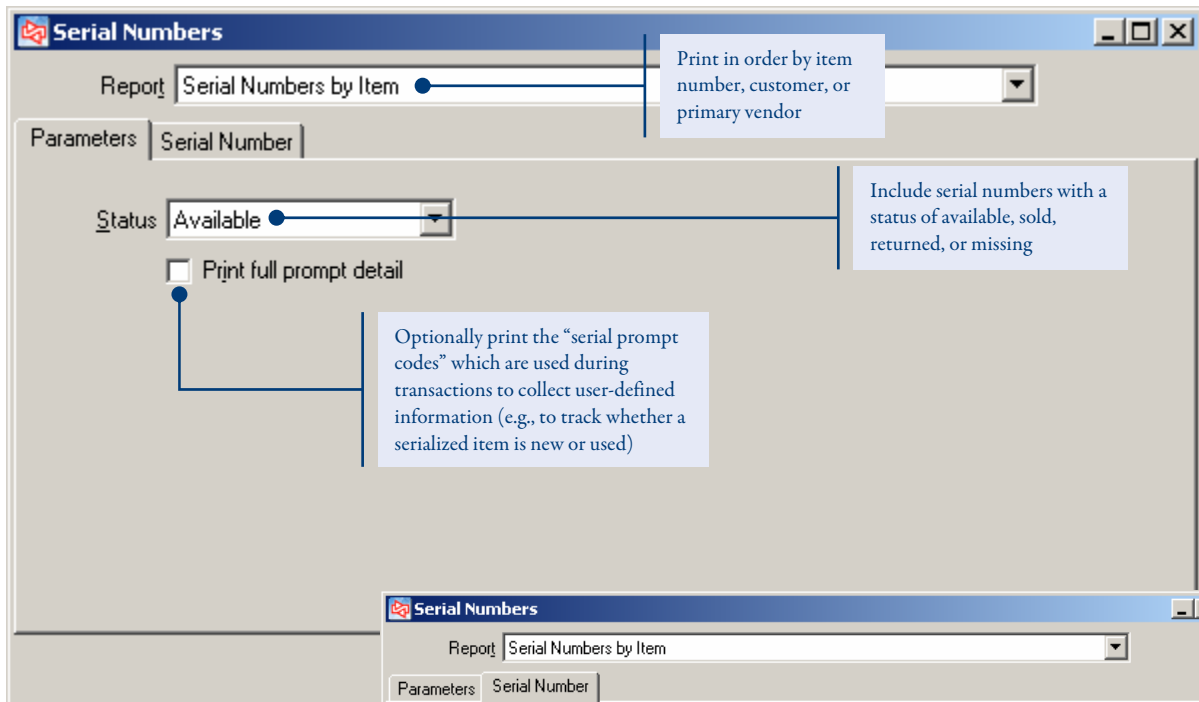 Serial Numbers
Report Serial Numbers by Item
Print in order by item
number, customer, or
primary vendor
Parameters Serial Number
Status Available
Include serial numbers with a
status of available, sold,
returned, or missing
Print full prompt detail
Optionally print the “serial prompt
codes” which are used during
transactions to collect user-defined
information (e.g., to track whether a
serialized item is new or used)
Serial Numbers
Report Serial Numbers by Item
Parameters Serial Number